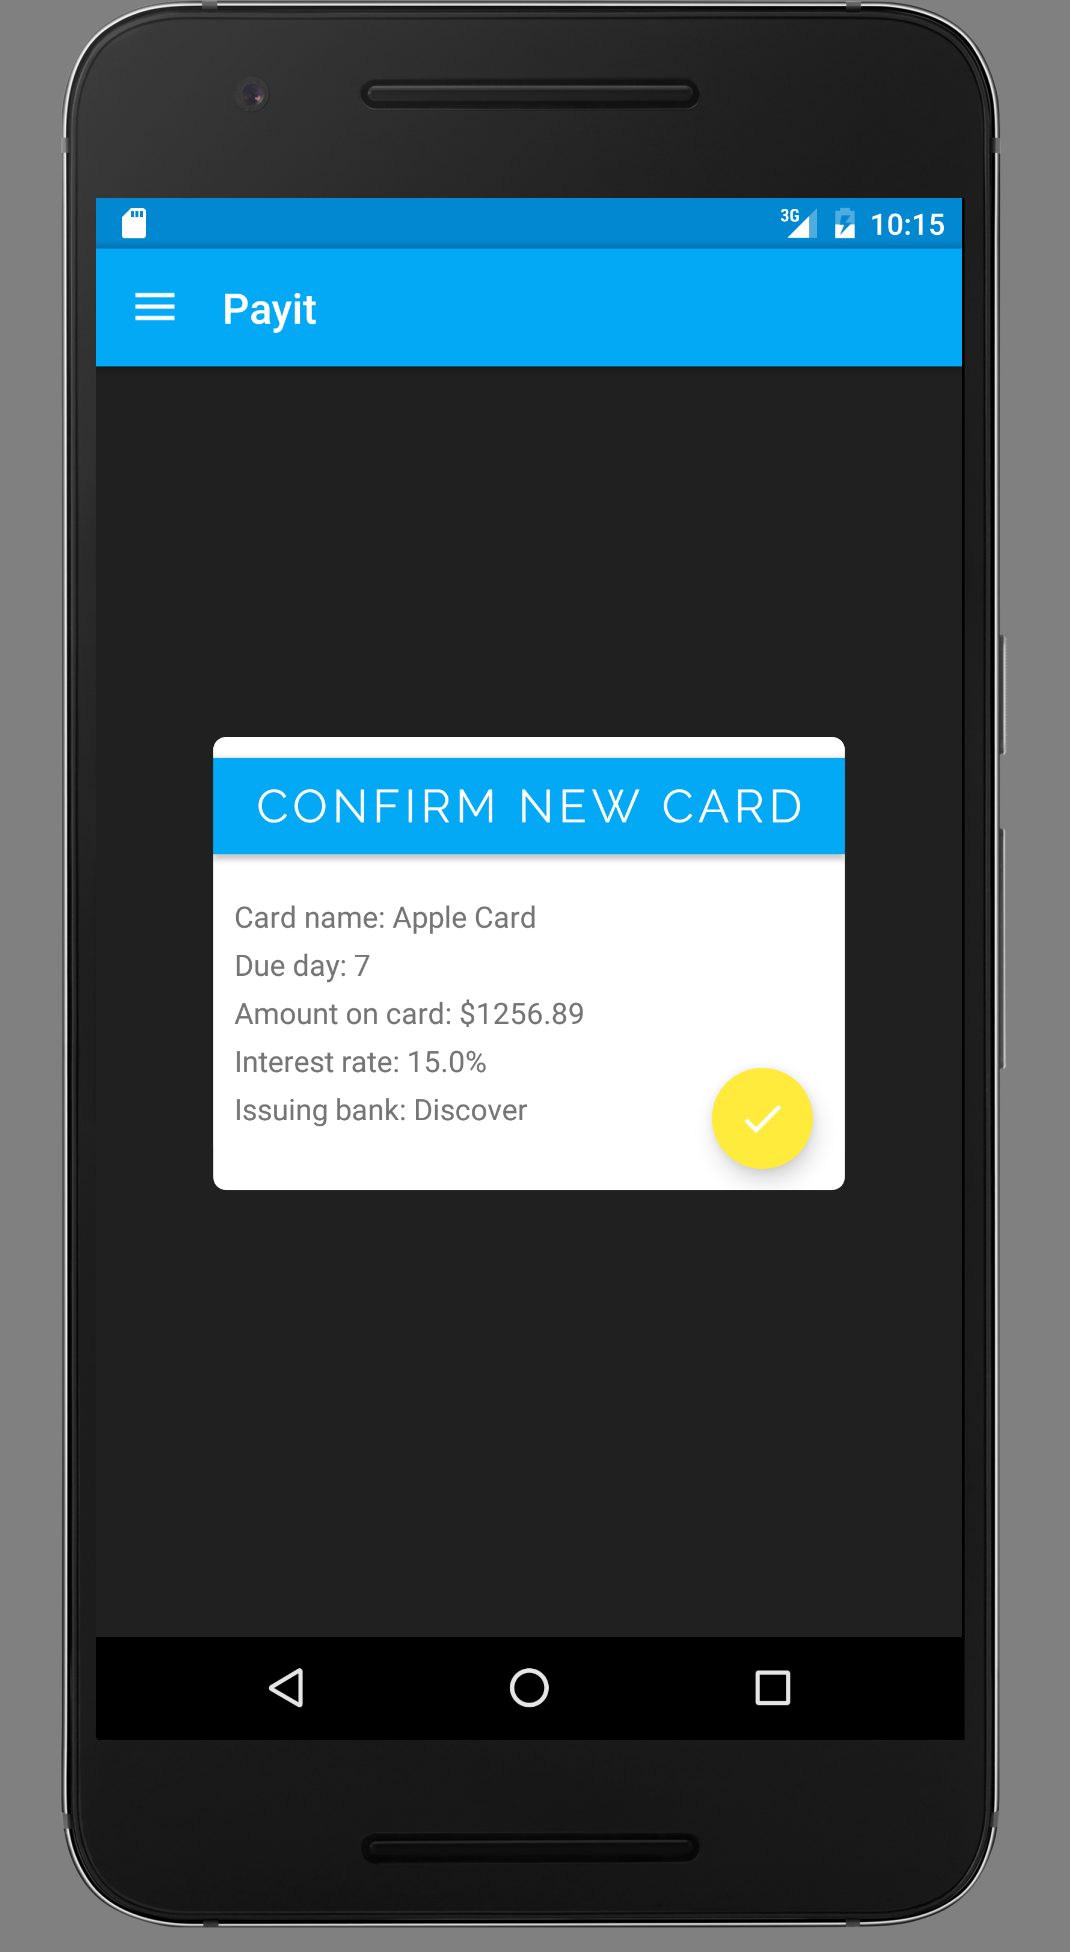 3G 10:15
Payit
CONFIRM NEW CARD
Card name: Apple Card
Due day: 7
Amount on card: $1256.89
Interest rate: 15.0%
Issuing bank: Discover